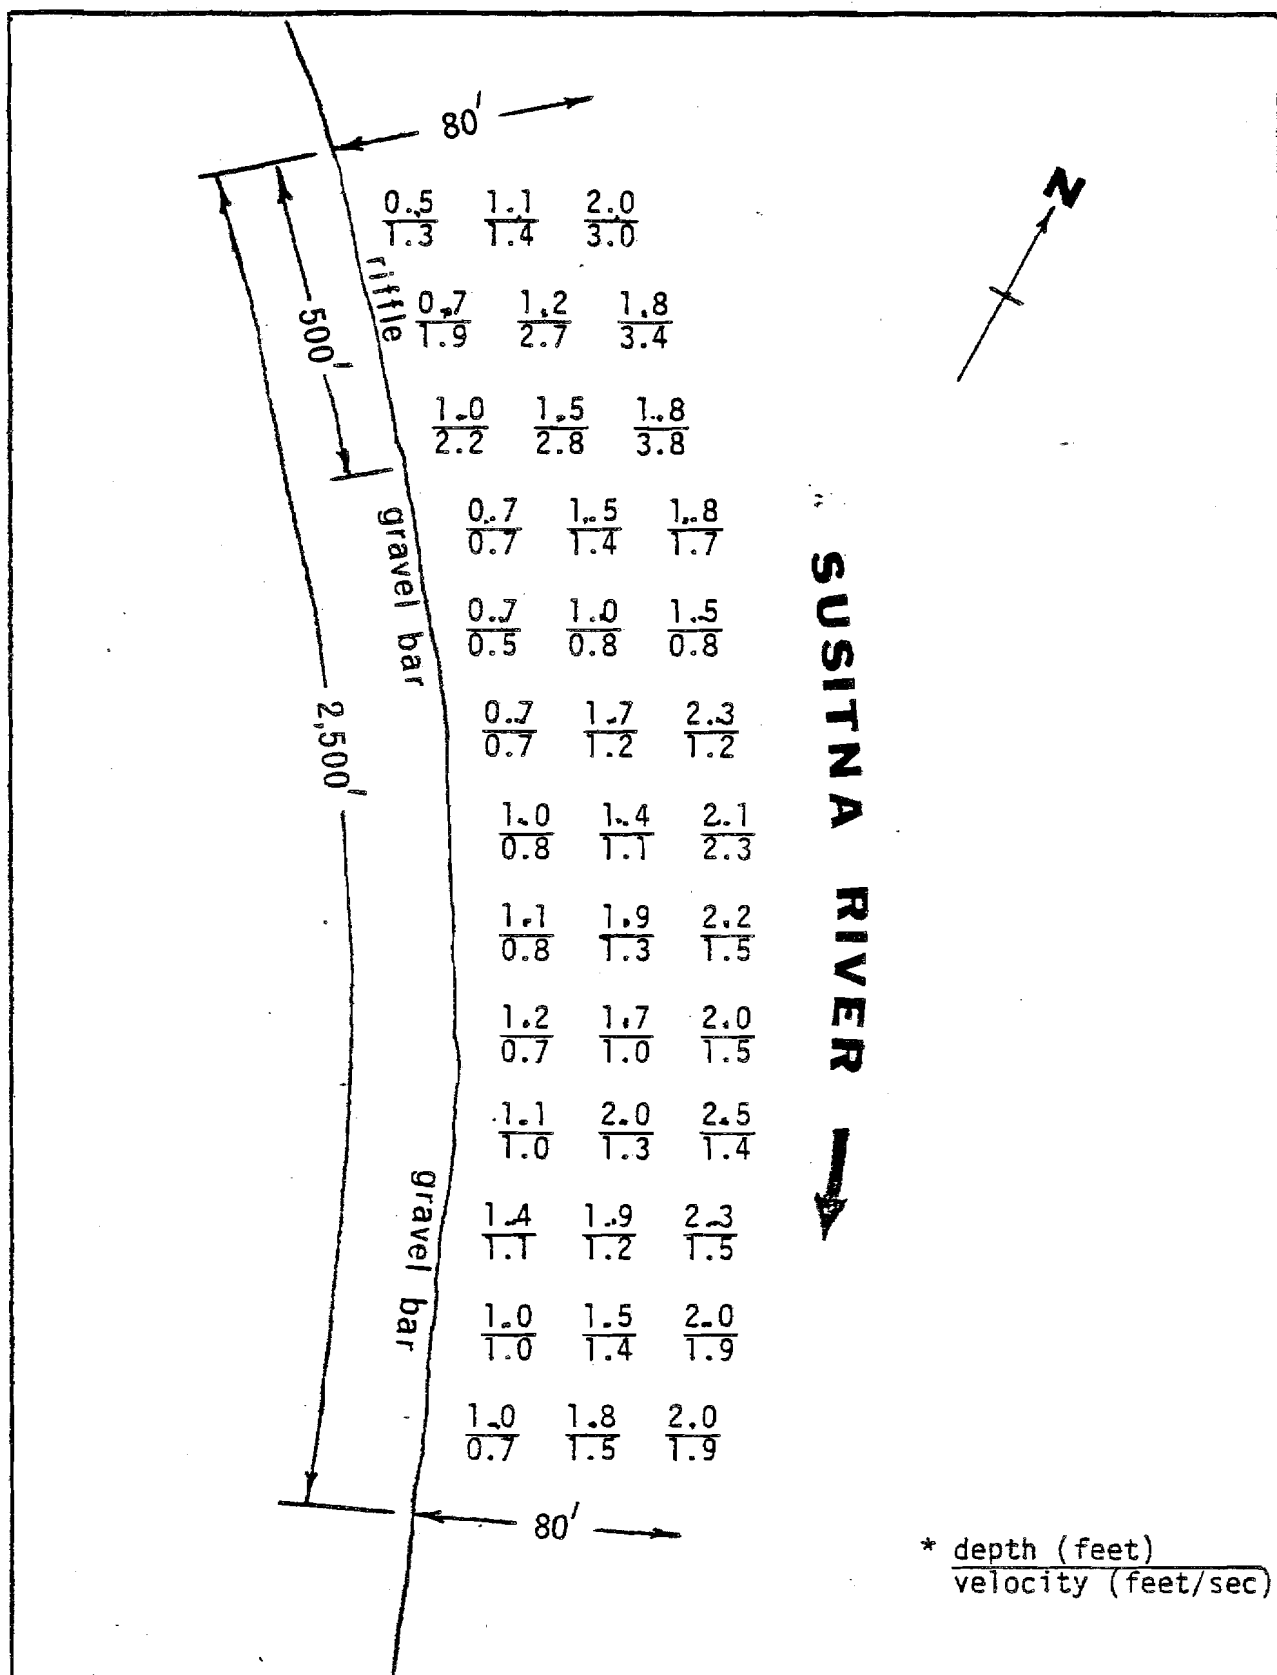 80'
N
0.5 1.1 2.0
1.3 1.4 3.0
riffle
0.7 1.2 1.8
1.9 2.7 3.4
500'
1.0 1.5 1.8
2.2 2.8 3.8
gravel bar
0.7 1.5 1.8
0.7 1.4 1.7
0.7 1.0 1.5
0.5 0.8 0.8
SUSITNA RIVER
2,500'
0.7 1.7 2.3
0.7 1.2 1.2
1.0 1.4 2.1
0.8 1.1 2.3
1.1 1.9 2.2
0.8 1.3 1.5
1.2 1.7 2.0
0.7 1.0 1.5
1.1 2.0 2.5
1.0 1.3 1.4
gravel bar
1.4 1.9 2.3
1.1 1.2 1.5
1.0 1.5 2.0
1.0 1.4 1.9
1.0 1.8 2.0
0.7 1.5 1.9
80'
* depth (feet)
velocity (feet/sec)